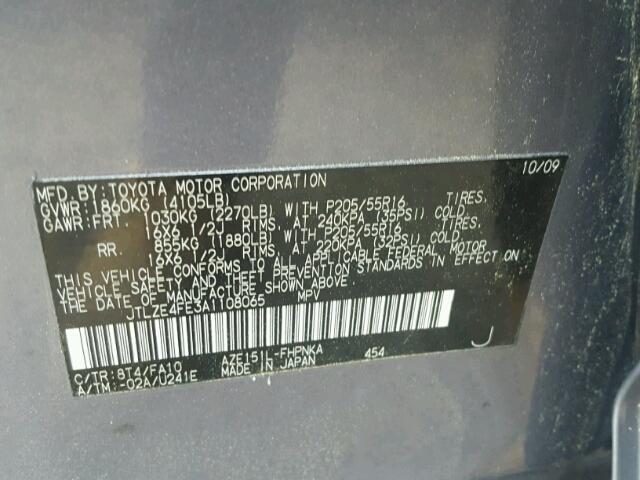 MFD.BY:TOYOTA MOTOR CORPORATION 10/09
GVWR:1860KG (4105LB)
GAWR:FRT 1030KG (2270LB) WITH P205/55R16 TIRES.
16X6 1/2J RIMS. AT 240KPA (35PSI) COLD
RR 855KG (1880LB) WITH P205/55R16 TIRES.
16X6 1/2J RIMS. AT 220KPA (32PSI) COLD.
THIS VEHICLE CONFORMS TO ALL APPLICABLE FEDERAL MOTOR
VEHICLE SAFETY AND THEFT PREVENTION STANDARDS IN EFFECT ON
THE DATE OF MANUFACTURE SHOWN ABOVE.
JTLZE4FE3A1108065 MPV
J
C/TR:8T4/FA10 AZE151L-FHPNKA 454
A/TM:-02A/U241E MADE IN JAPAN